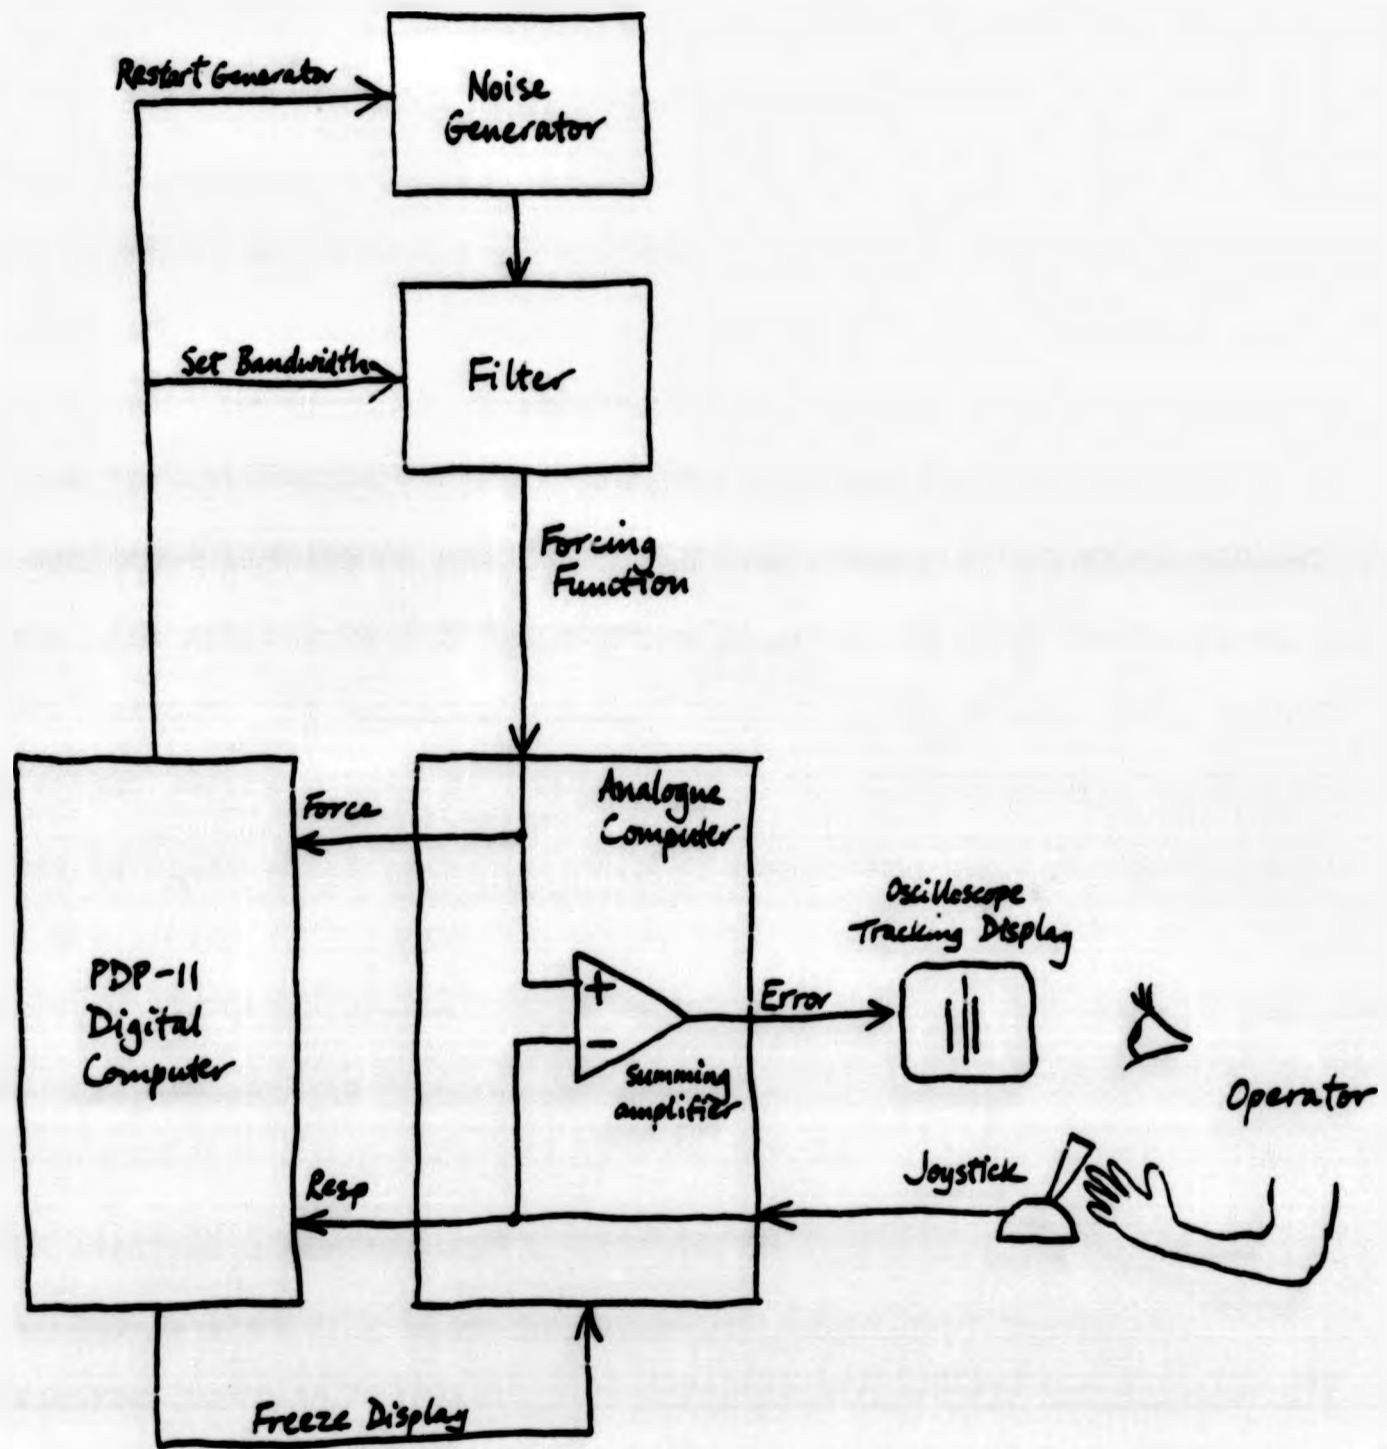 Restart Generator
Noise
Generator
Set Bandwidth
Filter
Forcing
Function
Force
Analogue
Computer
Oscilloscope
Tracking Display
PDP-11
Digital
Computer
+
Error
-
summing
amplifier
Operator
Joystick
Resp
Freeze Display